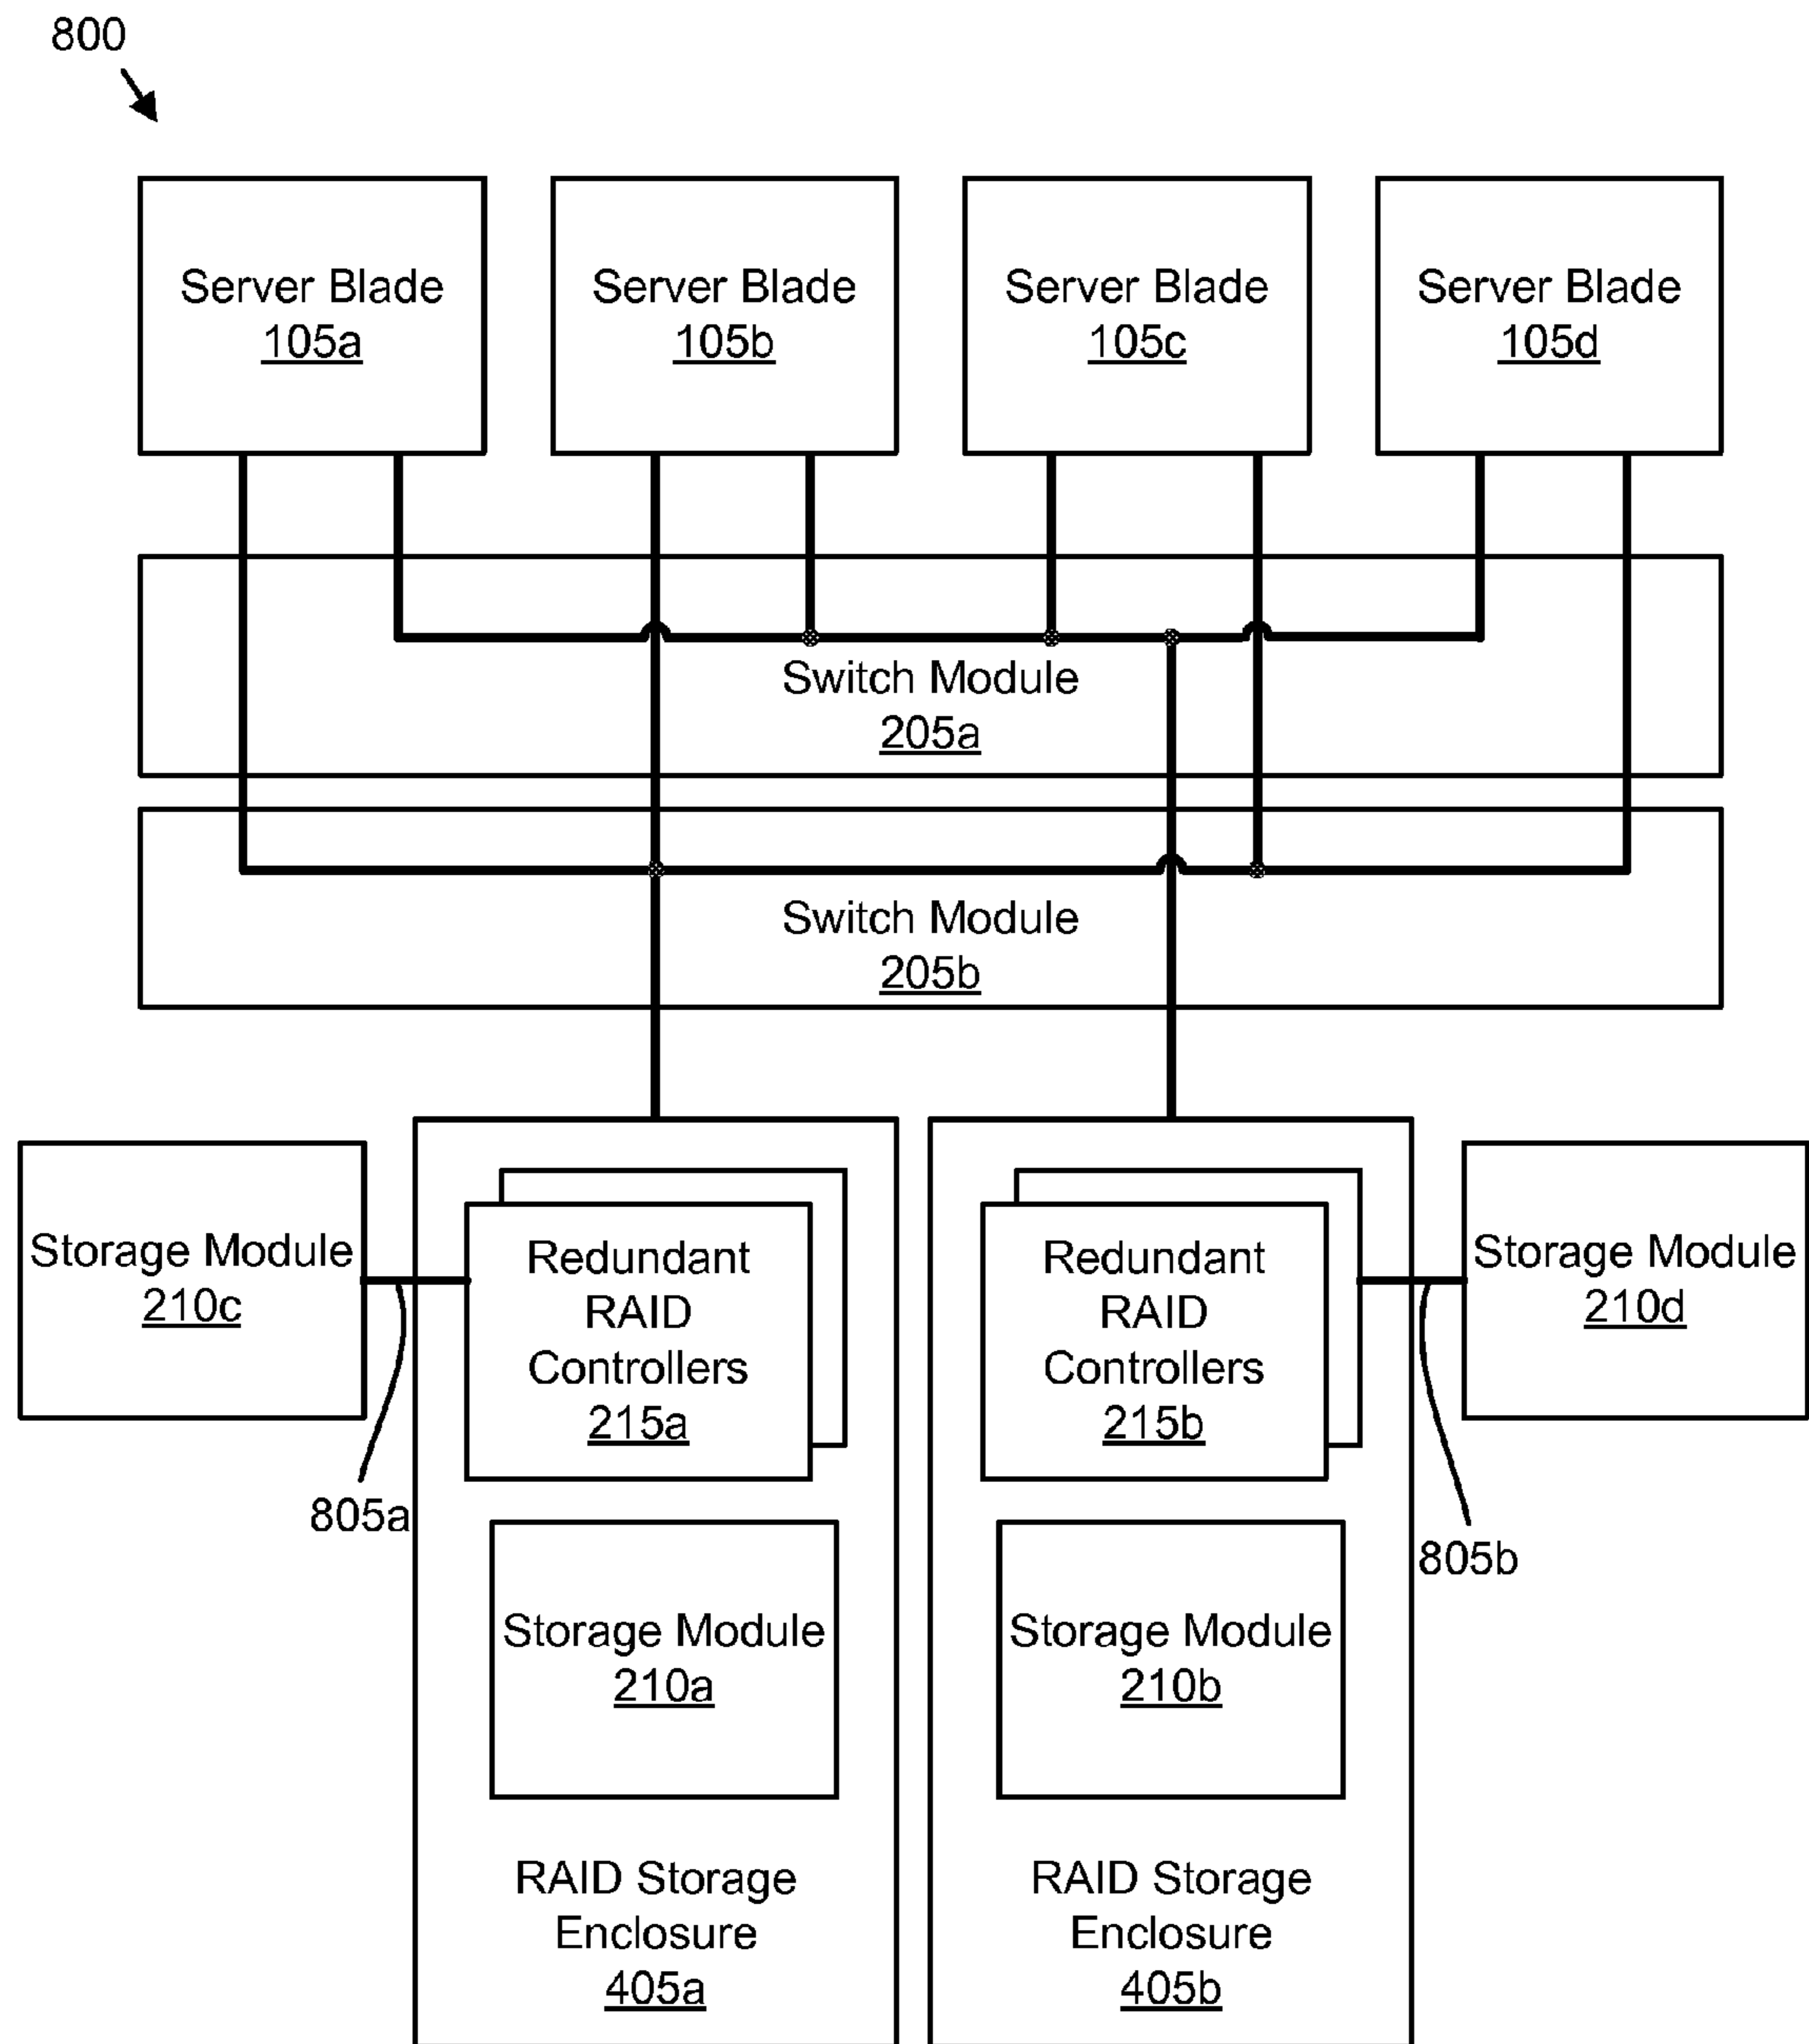 800
Server Blade
105a
Server Blade
105b
Server Blade
105c
Server Blade
105d
Switch Module
205a
Switch Module
205b
Storage Module
210c
Redundant
RAID
Controllers
215a
Redundant
RAID
Controllers
215b
Storage Module
210d
805a
805b
Storage Module
210a
Storage Module
210b
RAID Storage
Enclosure
405a
RAID Storage
Enclosure
405b